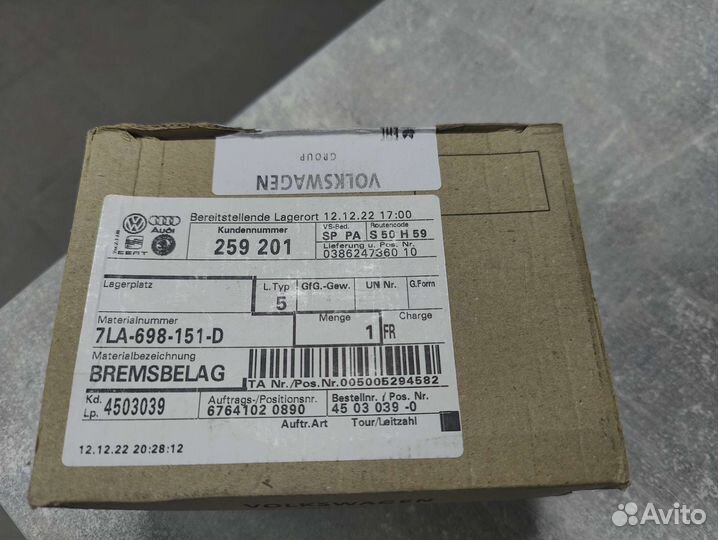 VOLKSWAGEN
GROUP
Bereitstellende Lagerort 12.12.22 17:00
Audi
SEAT
Kundennummer
259 201
VS-Bed.
SP PA
Routencode
S 50 H 59
Lieferung u. Pos. Nr.
0386247360 10
Lagerplatz
L.Typ
5
GfG.-Gew.
UN Nr.
G.Form
Materialnummer
7LA-698-151-D
Menge
1
FR
Charge
Materialbezeichnung
BREMSBELAG
TA Nr./Pos.Nr.005005294582
Kd.
Lp. 4503039
Auftrags-/Positionsnr.
6764102 0890
Bestellnr. / Pos. Nr.
45 03 039 -0
Auftr.Art
Tour/Leitzahl
12.12.22 20:28:12
VOLKSWAGEN
Avito